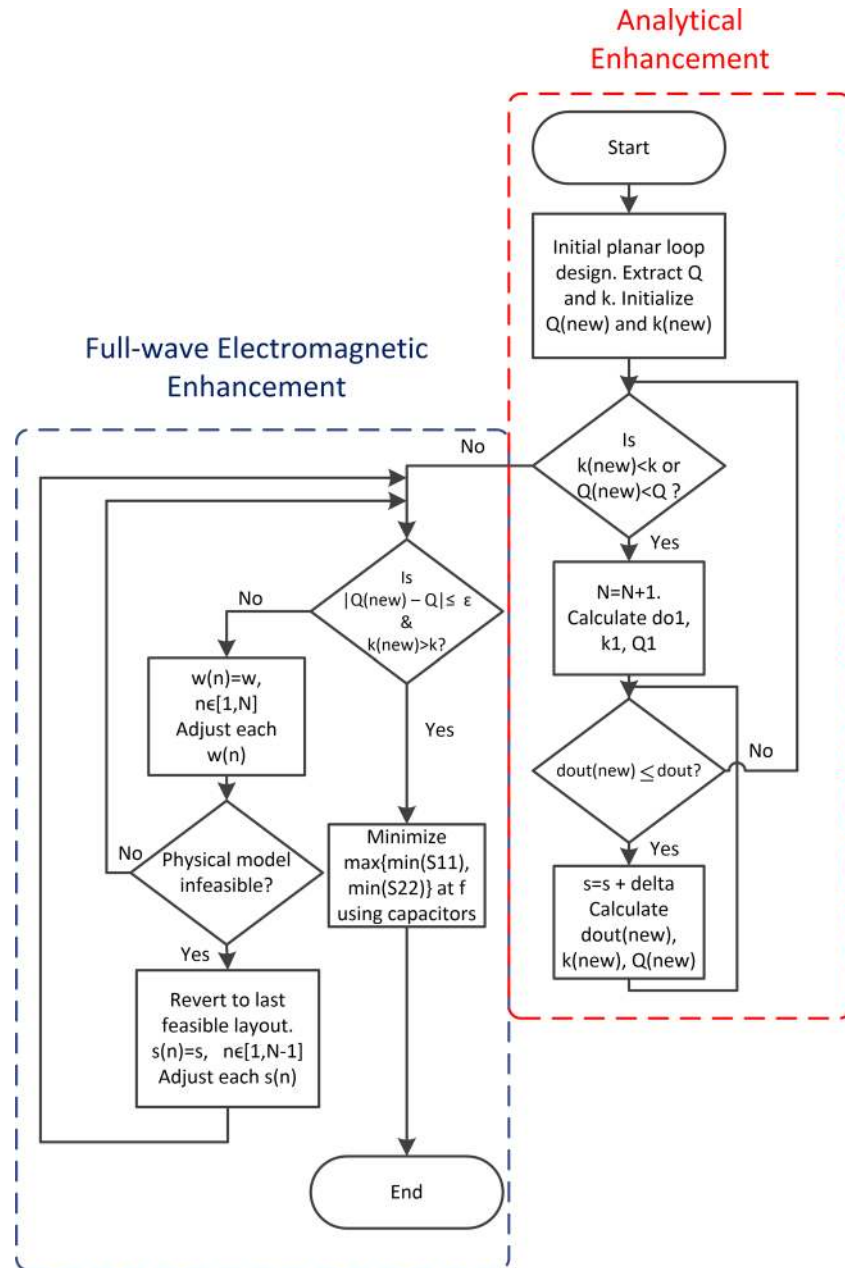 Analytical
Enhancement
Start
Initial planar loop
design. Extract Q
and k. Initialize
Q(new) and k(new)
Full-wave Electromagnetic
Enhancement
Is
k(new)<k or
Q(new)<Q ?
No
Yes
N=N+1.
Calculate do1,
k1, Q1
dout(new) ≤ dout?
No
Yes
s=s + delta
Calculate
dout(new),
k(new), Q(new)
Is
|Q(new) – Q|≤ ε
&
k(new)>k?
No
Yes
w(n)=w,
nϵ[1,N]
Adjust each
w(n)
Physical model
infeasible?
No
Yes
Revert to last
feasible layout.
s(n)=s, nϵ[1,N-1]
Adjust each s(n)
Minimize
max{min(S11),
min(S22)} at f
using capacitors
End